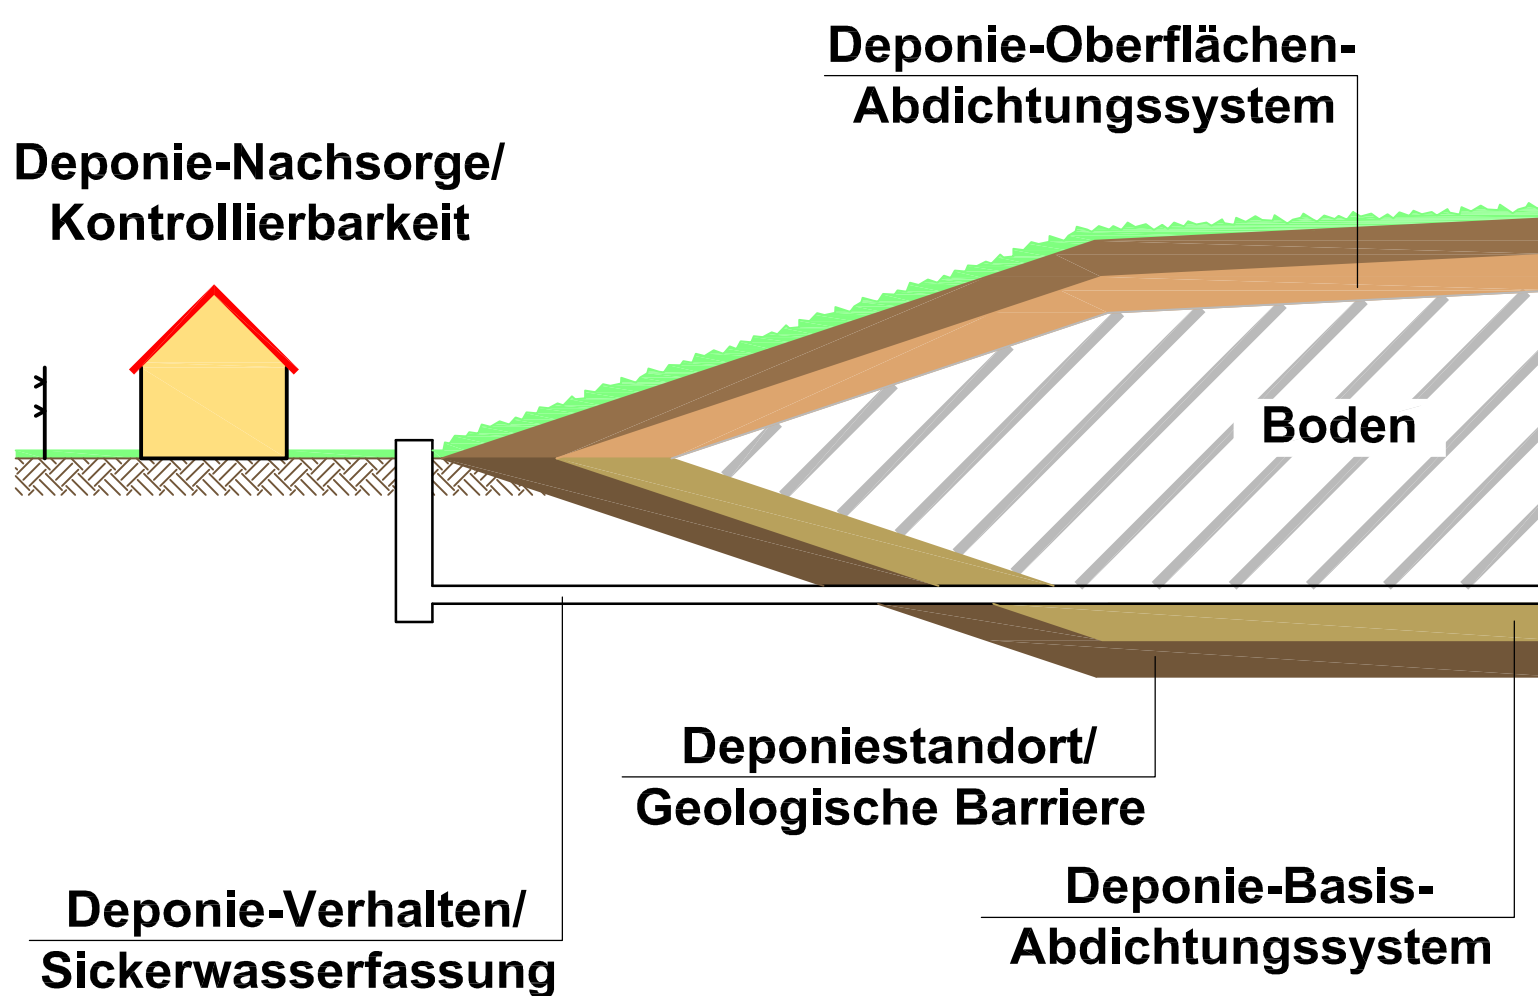 Deponie-Oberflächen-
Abdichtungssystem
Deponie-Nachsorge/
Kontrollierbarkeit
Boden
Deponiestandort/
Geologische Barriere
Deponie-Basis-
Abdichtungssystem
Deponie-Verhalten/
Sickerwasserfassung